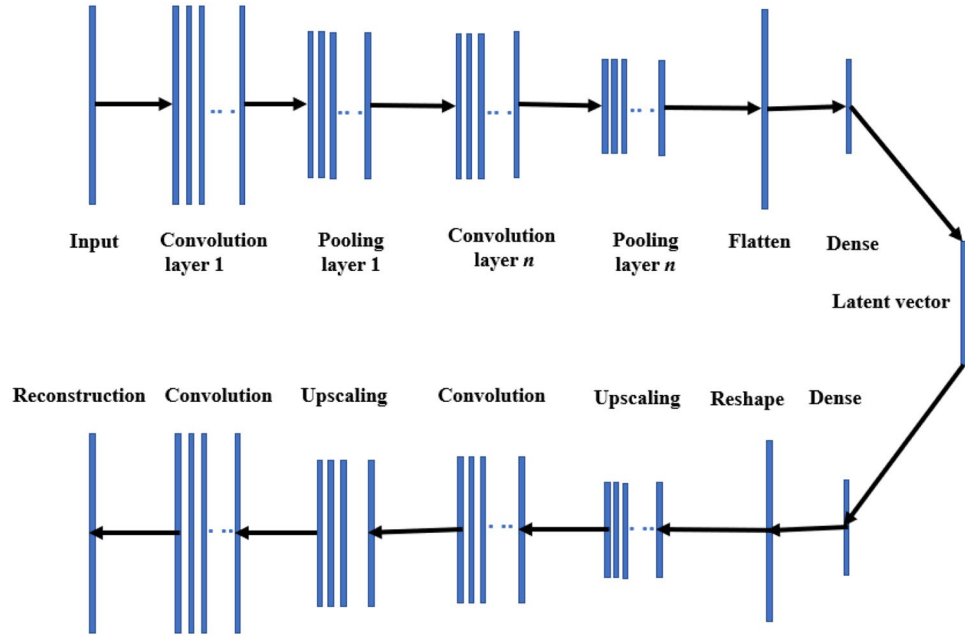 Input
Convolution
layer 1
Pooling
layer 1
Convolution
layer n
Pooling
layer n
Flatten
Dense
Latent vector
Reconstruction
Convolution
Upscaling
Convolution
Upscaling
Reshape
Dense